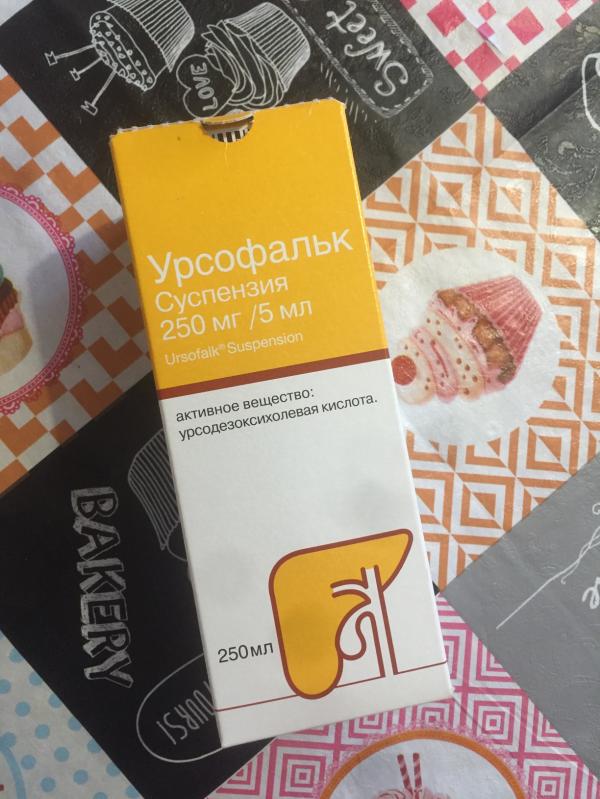 Sweet
LOVE
Урсофальк
Суспензия
250 мг /5 мл
Ursofalk® Suspension
активное вещество:
урсодезоксихолевая кислота.
BAKERY
250 мл